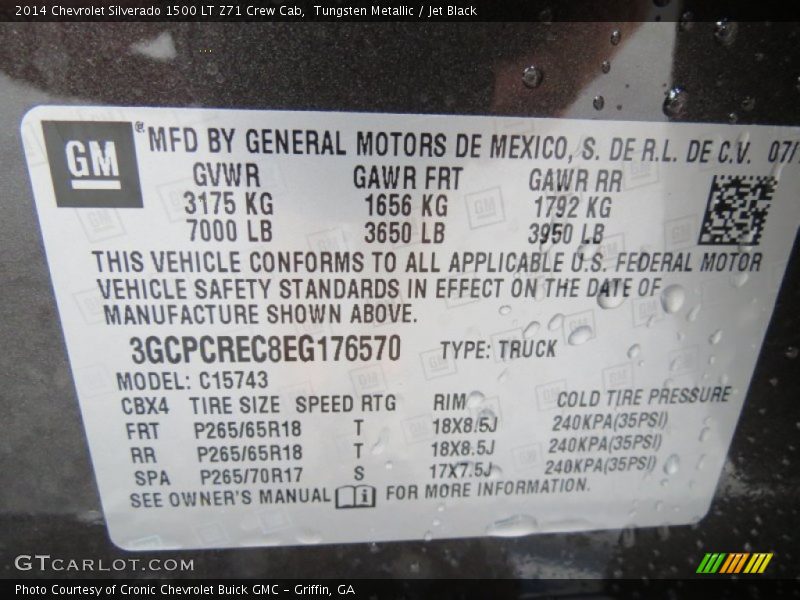 2014 Chevrolet Silverado 1500 LT Z71 Crew Cab, Tungsten Metallic / Jet Black
GM® MFD BY GENERAL MOTORS DE MEXICO, S. DE R.L. DE C.V. 07/
GVWR GAWR FRT GAWR RR
3175 KG 1656 KG 1792 KG
7000 LB 3650 LB 3950 LB
THIS VEHICLE CONFORMS TO ALL APPLICABLE U.S. FEDERAL MOTOR
VEHICLE SAFETY STANDARDS IN EFFECT ON THE DATE OF
MANUFACTURE SHOWN ABOVE.
3GCPCREC8EG176570 TYPE: TRUCK
MODEL: C15743
CBX4 TIRE SIZE SPEED RTG RIM COLD TIRE PRESSURE
FRT P265/65R18 T 18X8.5J 240KPA(35PSI)
RR P265/65R18 T 18X8.5J 240KPA(35PSI)
SPA P265/70R17 S 17X7.5J 240KPA(35PSI)
SEE OWNER'S MANUAL FOR MORE INFORMATION.
GTCARLOT.COM
Photo Courtesy of Cronic Chevrolet Buick GMC - Griffin, GA